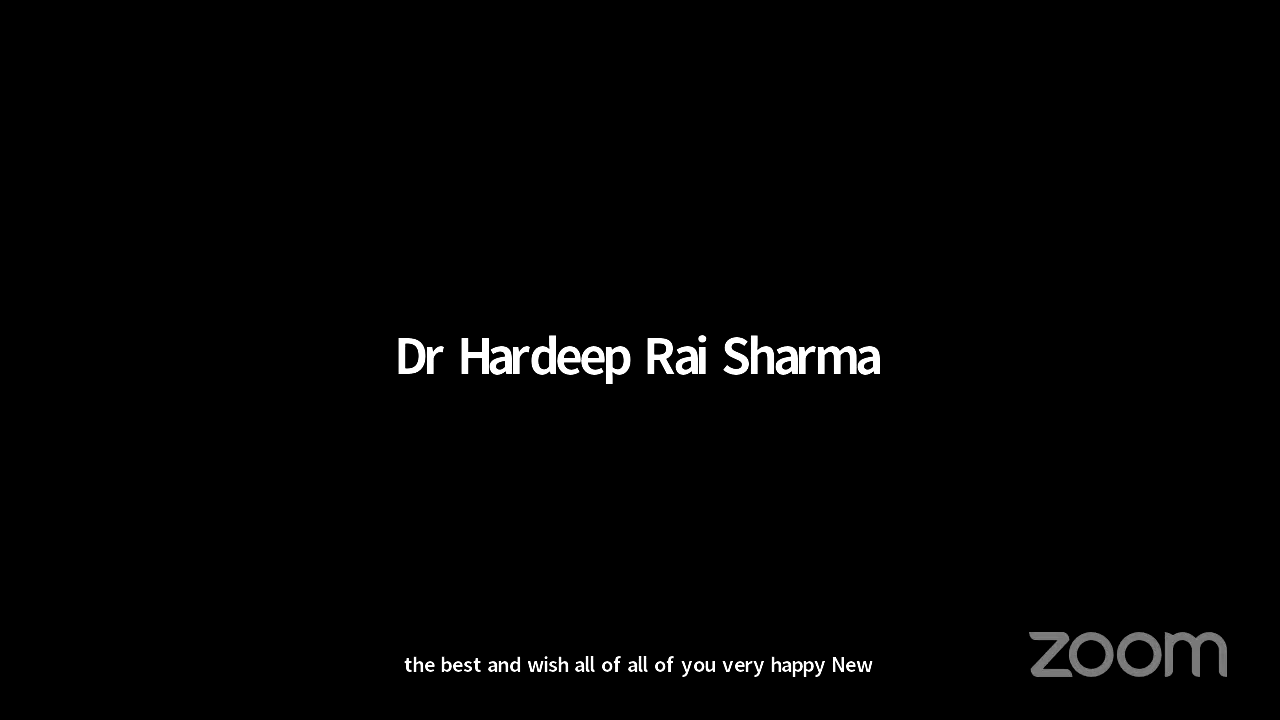 Dr Hardeep Rai Sharma
the best and wish all of all of you very happy New
zoom